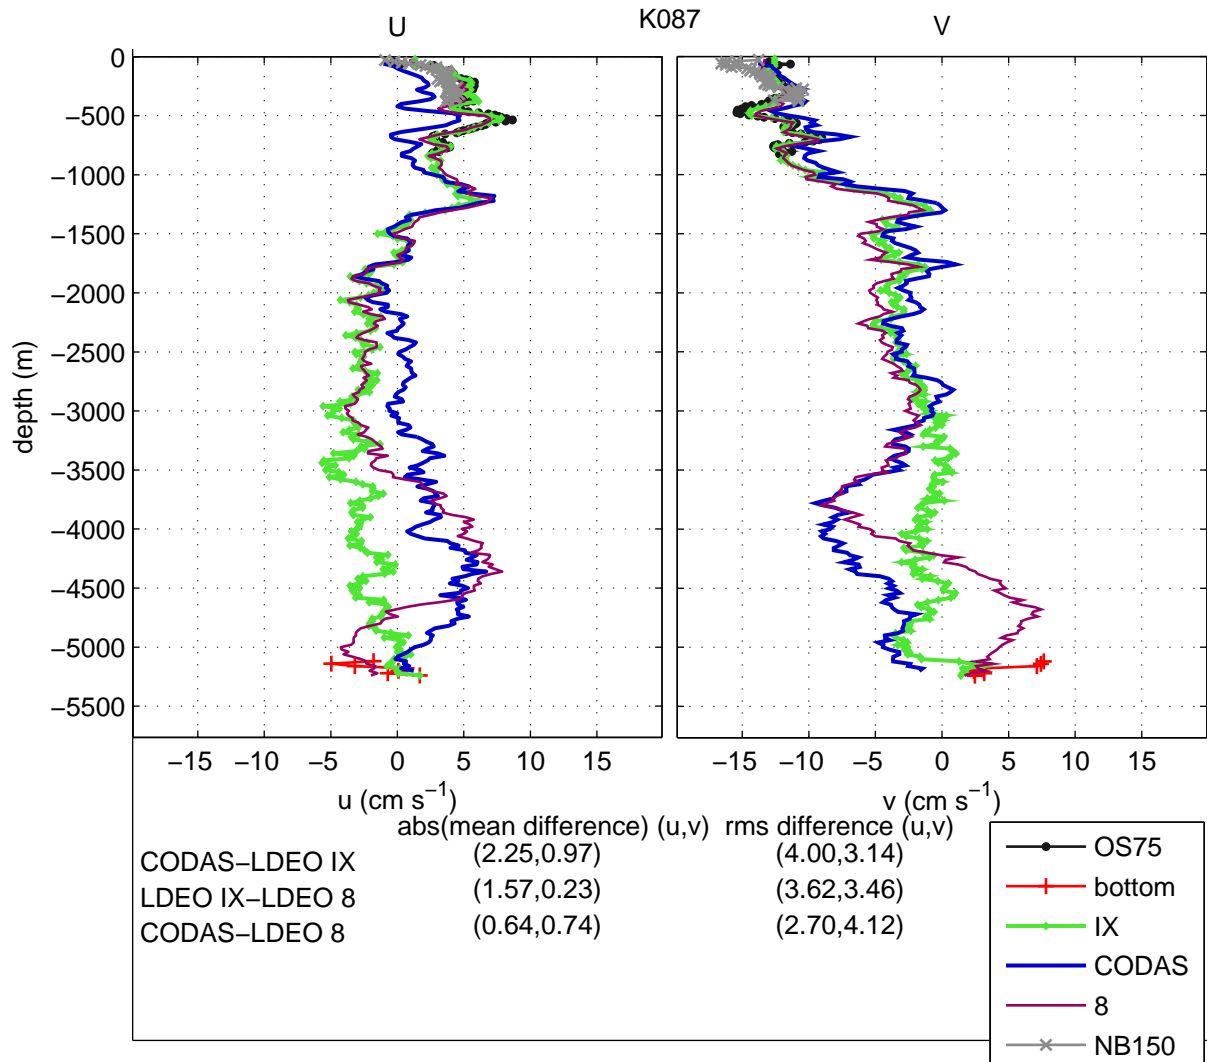 K087
U
V
0
−500
−1000
−1500
−2000
−2500
−3000
−3500
−4000
−4500
−5000
−5500
depth (m)
−15 −10 −5 0 5 10 15
−15 −10 −5 0 5 10 15
u (cm s⁻¹)
v (cm s⁻¹)
abs(mean difference) (u,v) rms difference (u,v)
CODAS−LDEO IX (2.25,0.97) (4.00,3.14)
LDEO IX−LDEO 8 (1.57,0.23) (3.62,3.46)
CODAS−LDEO 8 (0.64,0.74) (2.70,4.12)
OS75
bottom
IX
CODAS
8
NB150